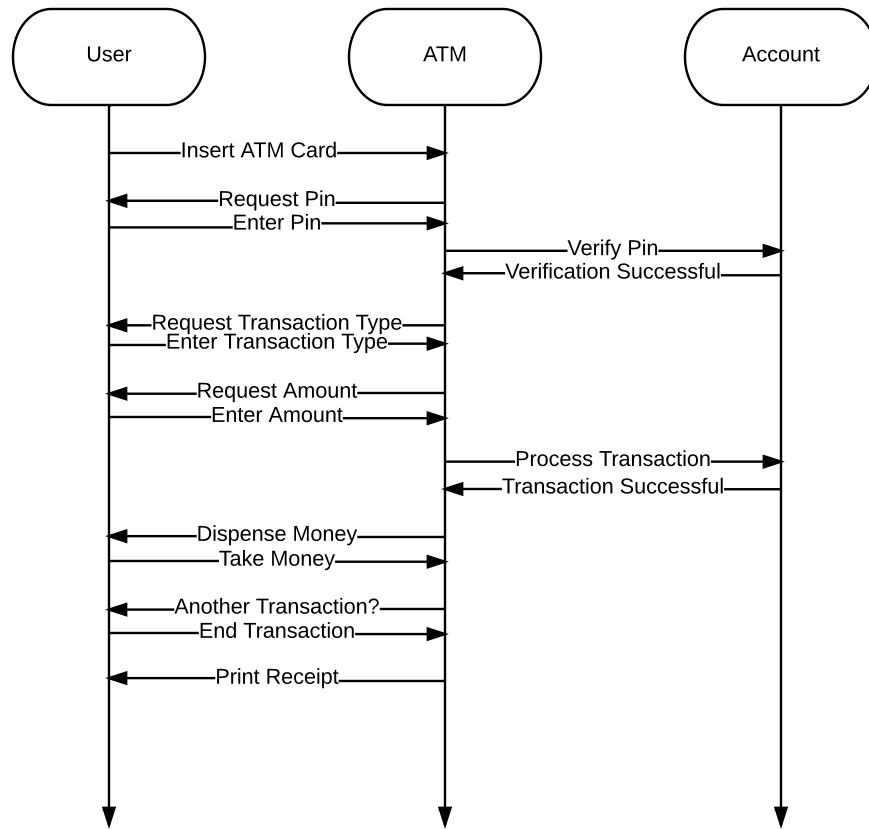 User
ATM
Account
Insert ATM Card
Request Pin
Enter Pin
Verify Pin
Verification Successful
Request Transaction Type
Enter Transaction Type
Request Amount
Enter Amount
Process Transaction
Transaction Successful
Dispense Money
Take Money
Another Transaction?
End Transaction
Print Receipt